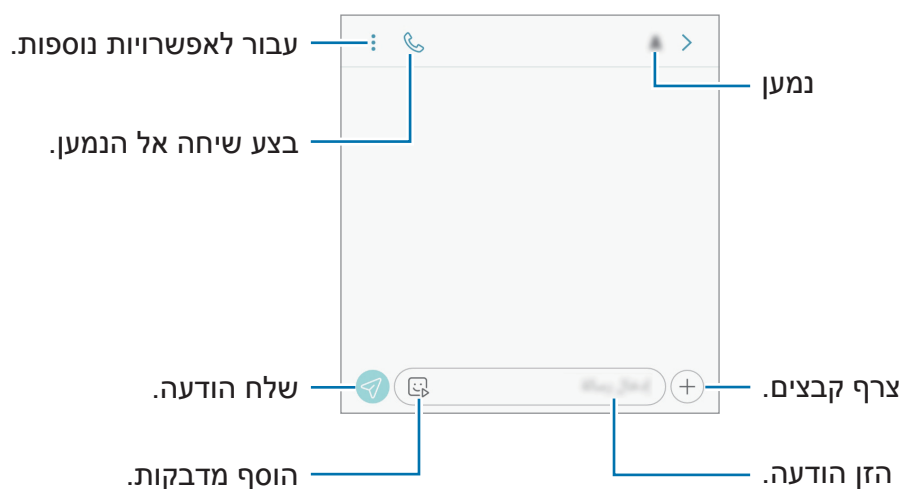 עבור לאפשרויות נוספות.
נמען
בצע שיחה אל הנמען.
שלח הודעה.
צרף קבצים.
הוסף מדבקות.
הזן הודעה.